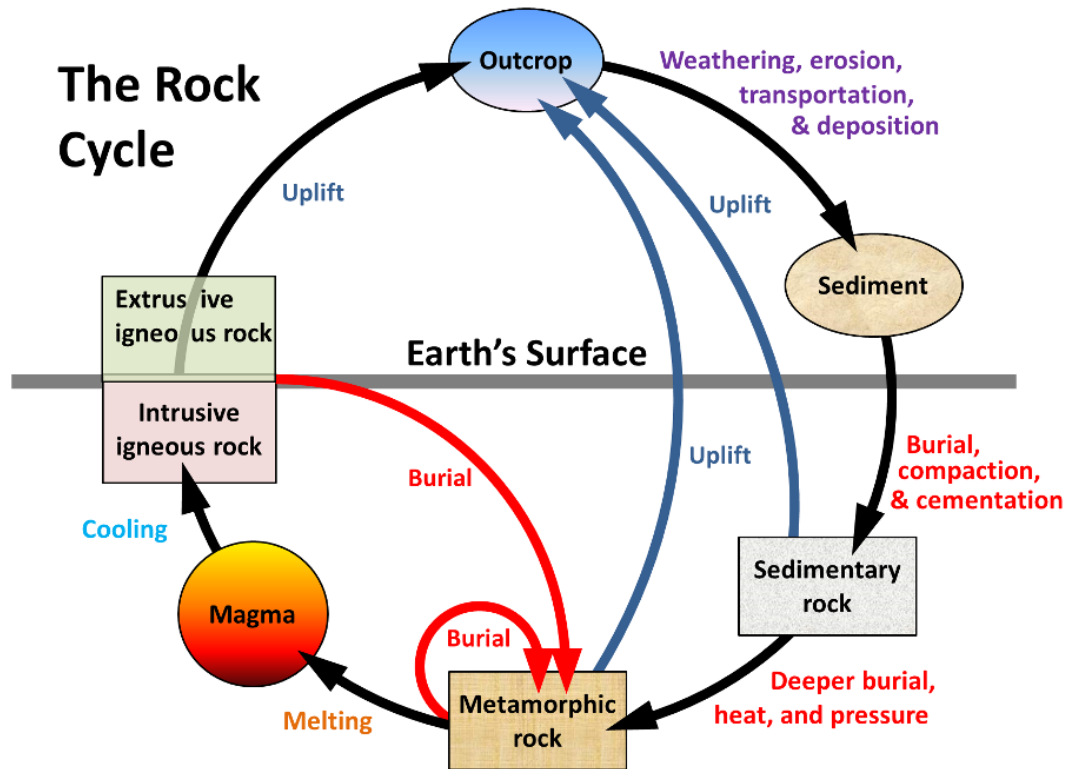 The Rock
Cycle
Outcrop
Weathering, erosion,
transportation,
& deposition
Uplift
Uplift
Sediment
Extrusive
igneous rock
Earth's Surface
Intrusive
igneous rock
Burial
Uplift
Burial,
compaction,
& cementation
Cooling
Sedimentary
rock
Magma
Burial
Metamorphic
rock
Deeper burial,
heat, and pressure
Melting